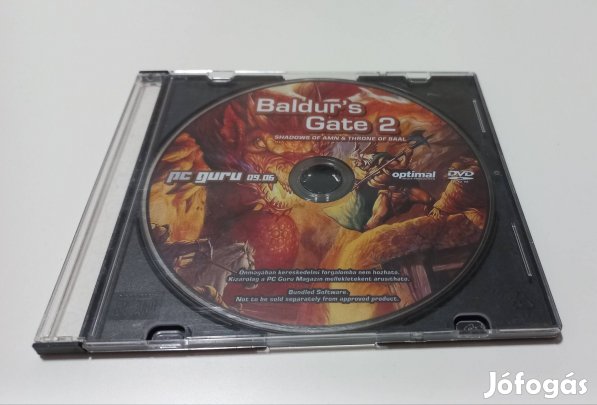 Baldur's
Gate 2
SHADOWS OF AMN & THRONE OF BAAL
pc guru 09.06
optimal
DVD
Önmagában kereskedelmi forgalomba nem hozható.
Kizárólag a PC Guru Magazin mellékleteként árusítható.
Bundled Software.
Not to be sold separately from approved product.
Jófogás